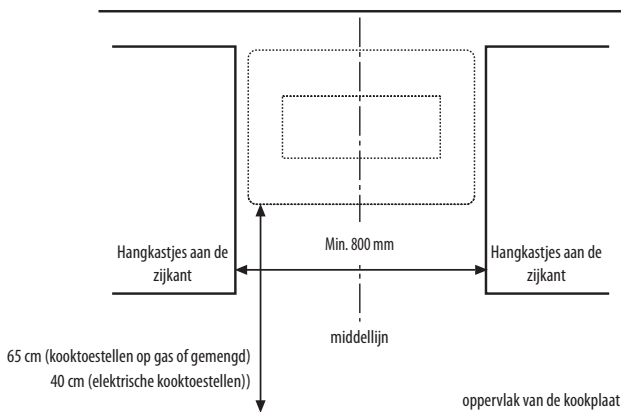 Hangkastjes aan de
zijkant
Min. 800 mm
Hangkastjes aan de
zijkant
middellijn
65 cm (kooktoestellen op gas of gemengd)
40 cm (elektrische kooktoestellen))
oppervlak van de kookplaat